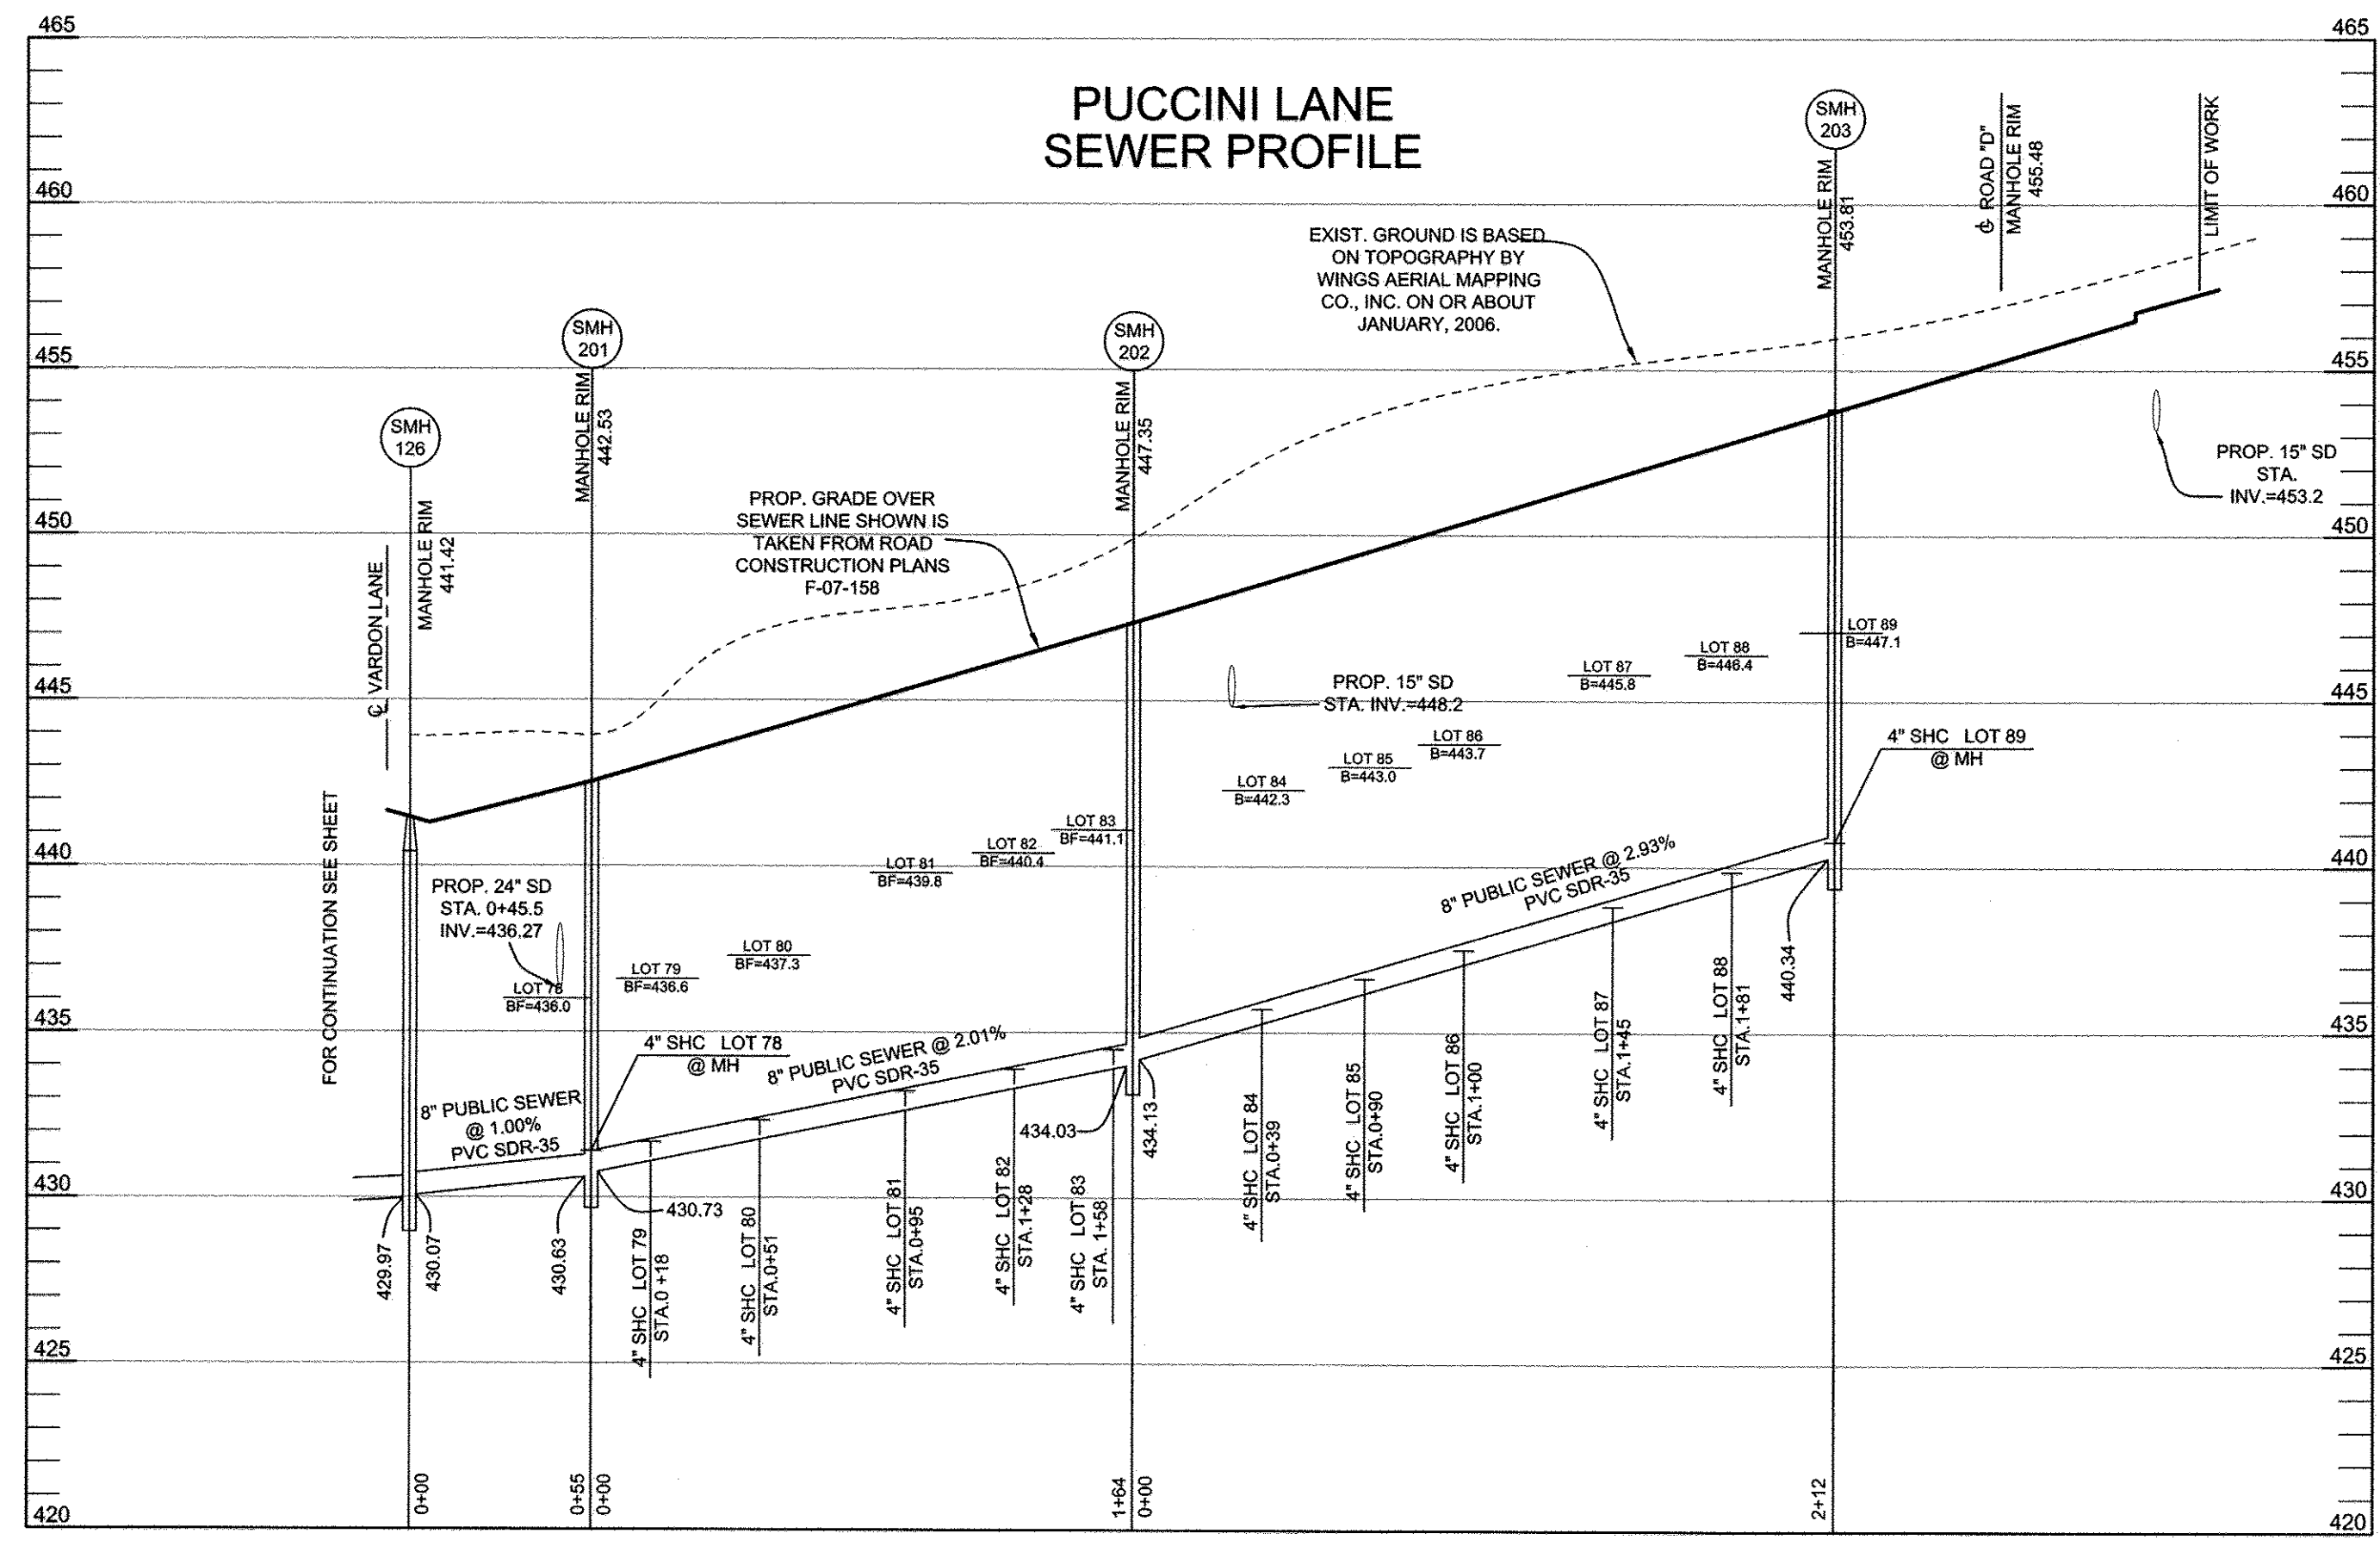 PUCCINI LANE
SEWER PROFILE
465
460
455
450
445
440
435
430
425
420
465
460
455
450
445
440
435
430
425
420
SMH
126
MANHOLE RIM
441.42
℄ VARDON LANE
FOR CONTINUATION SEE SHEET
SMH
201
MANHOLE RIM
442.53
SMH
202
MANHOLE RIM
447.35
SMH
203
MANHOLE RIM
453.81
℄ ROAD "D"
MANHOLE RIM
455.48
LIMIT OF WORK
EXIST. GROUND IS BASED
ON TOPOGRAPHY BY
WINGS AERIAL MAPPING
CO., INC. ON OR ABOUT
JANUARY, 2006.
PROP. GRADE OVER
SEWER LINE SHOWN IS
TAKEN FROM ROAD
CONSTRUCTION PLANS
F-07-158
PROP. 15" SD
STA.
INV.=453.2
PROP. 15" SD
STA. INV.=448.2
PROP. 24" SD
STA. 0+45.5
INV.=436.27
LOT 78
BF=436.0
LOT 79
BF=436.6
LOT 80
BF=437.3
LOT 81
BF=439.8
LOT 82
BF=440.4
LOT 83
BF=441.1
LOT 84
B=442.3
LOT 85
B=443.0
LOT 86
B=443.7
LOT 87
B=445.8
LOT 88
B=446.4
LOT 89
B=447.1
4" SHC LOT 89
@ MH
4" SHC LOT 78
@ MH
8" PUBLIC SEWER
@ 1.00%
PVC SDR-35
8" PUBLIC SEWER @ 2.01%
PVC SDR-35
8" PUBLIC SEWER @ 2.93%
PVC SDR-35
429.97
430.07
430.63
430.73
434.03
434.13
440.34
4" SHC LOT 79
STA.0 +18
4" SHC LOT 80
STA.0+51
4" SHC LOT 81
STA.0+95
4" SHC LOT 82
STA.1+28
4" SHC LOT 83
STA. 1+58
4" SHC LOT 84
STA.0+39
4" SHC LOT 85
STA.0+90
4" SHC LOT 86
STA.1+00
4" SHC LOT 87
STA.1+45
4" SHC LOT 88
STA.1+81
0+00
0+55
0+00
1+64
0+00
2+12